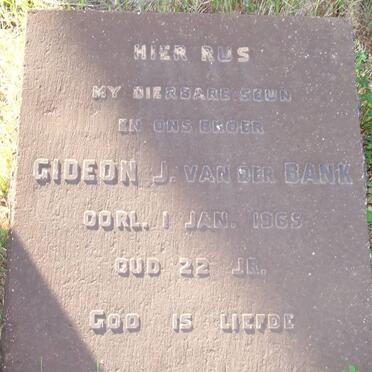 HIER RUS
MY DIERBARE SEUN
EN ONS BROER
GIDEON J. VAN DER BANK
OORL. 1 JAN. 1965
OUD 22 JR.
GOD IS LIEFDE